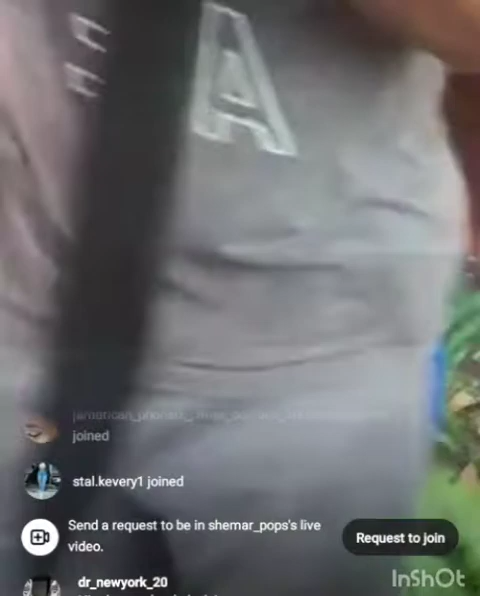 A
joined
stal.kevery1 joined
Send a request to be in shemar_pops's live
video.
Request to join
dr_newyork_20
InShOt